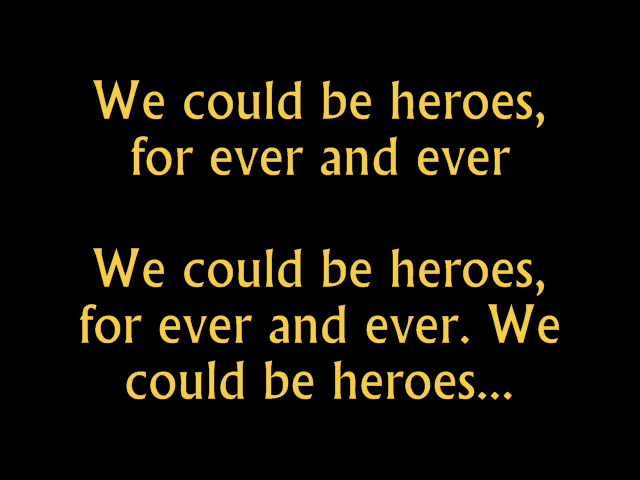 We could be heroes,
for ever and ever
We could be heroes,
for ever and ever. We
could be heroes...